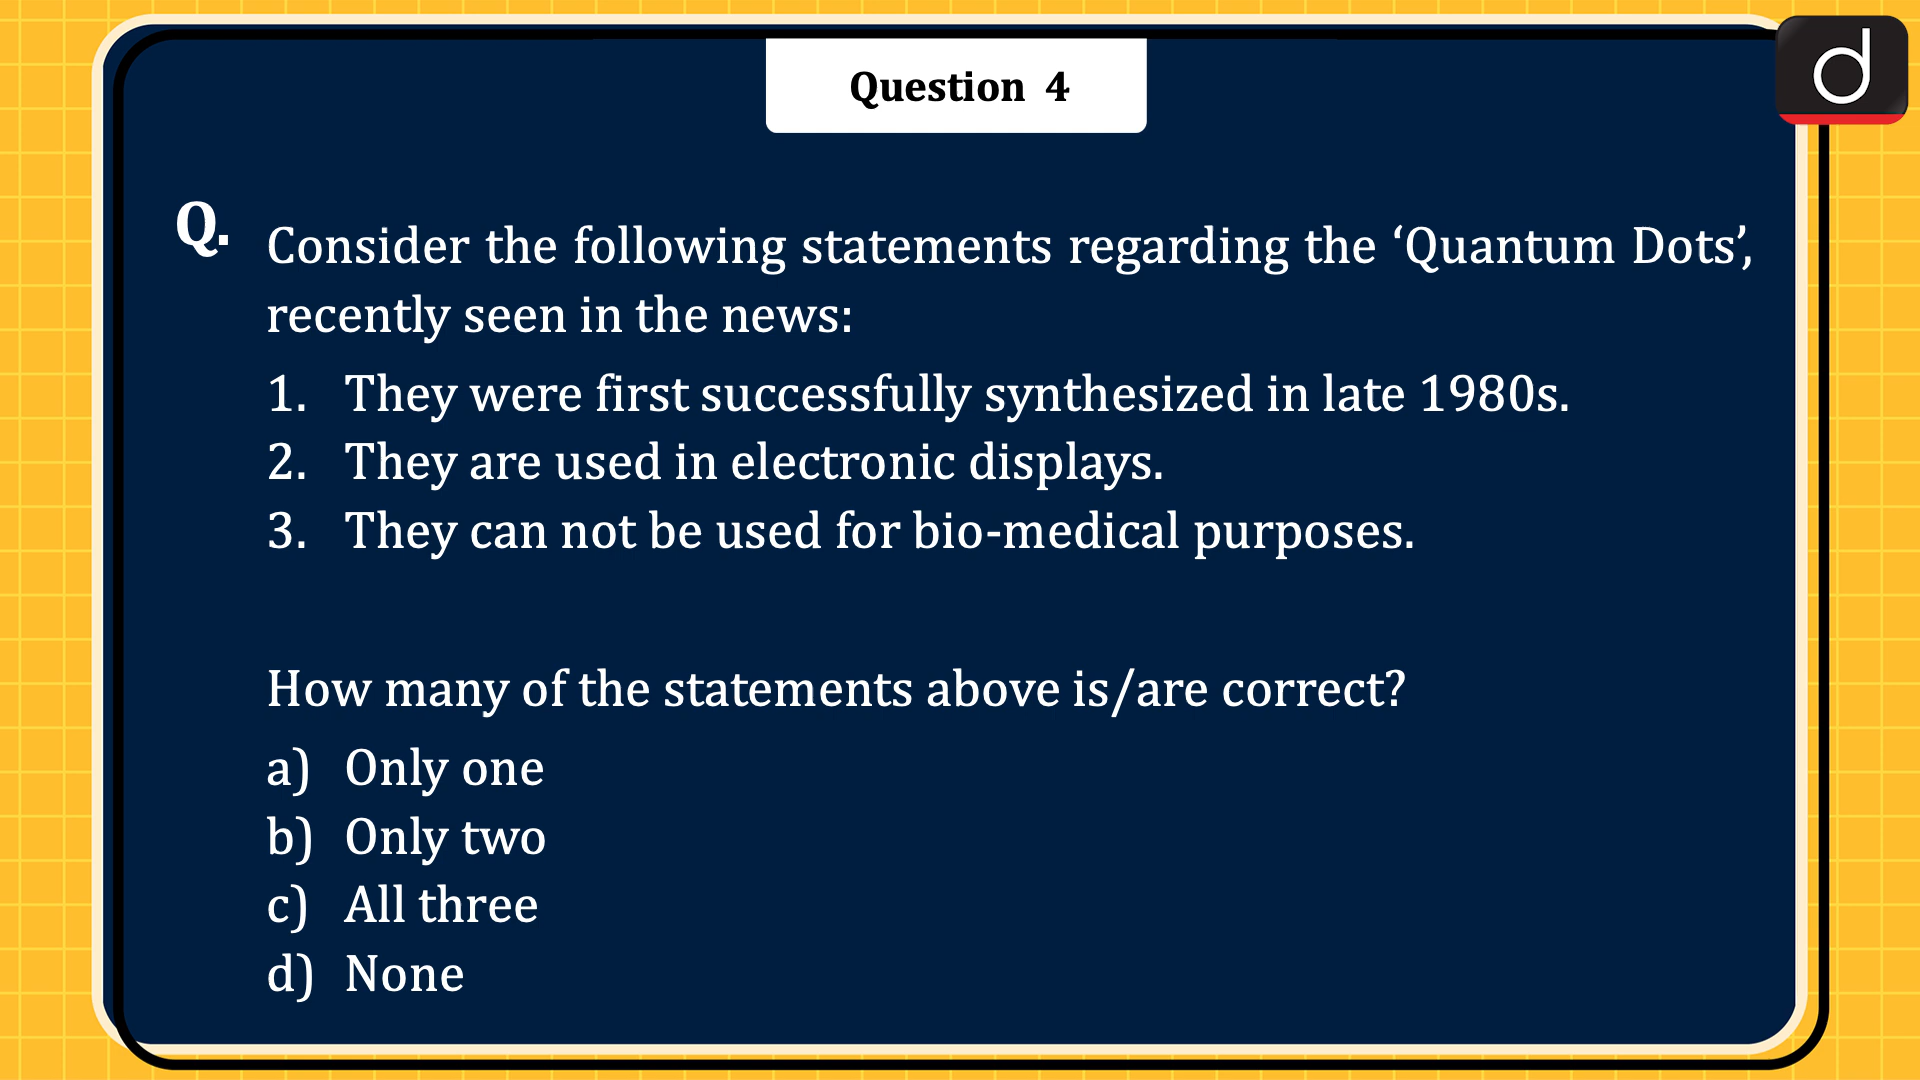 Question 4
Q. Consider the following statements regarding the ‘Quantum Dots’,
recently seen in the news:
1. They were first successfully synthesized in late 1980s.
2. They are used in electronic displays.
3. They can not be used for bio-medical purposes.
How many of the statements above is/are correct?
a) Only one
b) Only two
c) All three
d) None